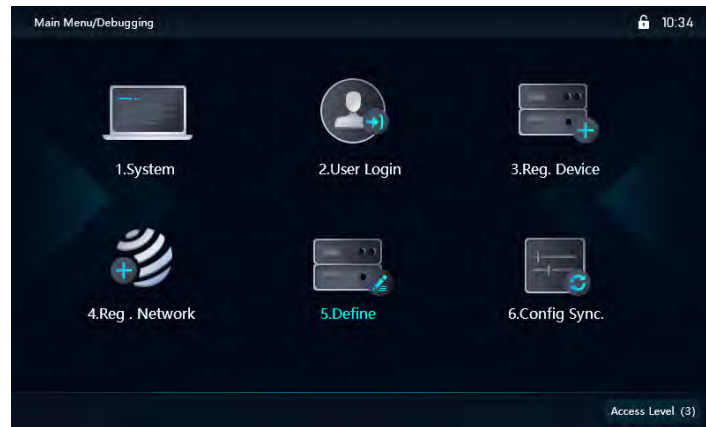 Main Menu/Debugging 10:34
1.System 2.User Login 3.Reg. Device
4.Reg . Network 5.Define 6.Config Sync.
Access Level (3)